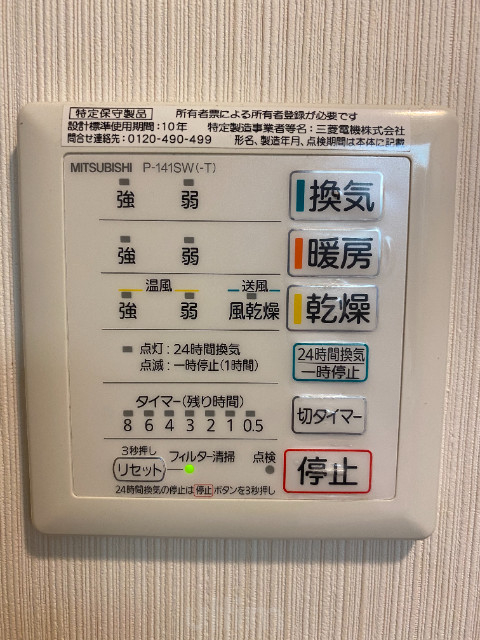 特定保守製品 所有者票による所有者登録が必要です
設計標準使用期間:10年 特定製造事業者等名:三菱電機株式会社
問合せ連絡先:0120-490-499 形名、製造年月、点検期間は本体に記載
MITSUBISHI P-141SW(-T)
強 弱 換気
強 弱 暖房
温風 送風
強 弱 風乾燥 乾燥
点灯:24時間換気
点滅:一時停止(1時間)
24時間換気
一時停止
タイマー(残り時間)
8 6 4 3 2 1 0.5
切タイマー
3秒押し
リセット フィルター清掃 点検
停止
24時間換気の停止は停止ボタンを3秒押し